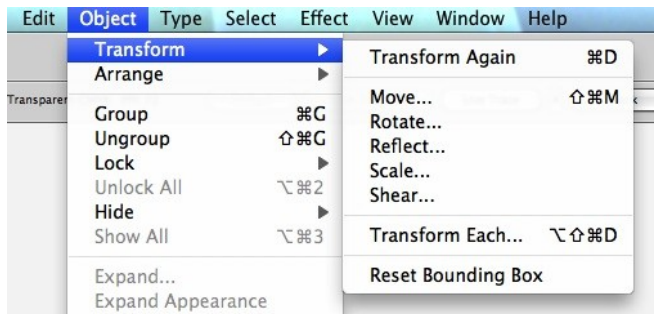 Edit Object Type Select Effect View Window Help
Transform
Arrange
Transparen
Group ⌘G
Ungroup ⇧⌘G
Lock
Unlock All ⌥⌘2
Hide
Show All ⌥⌘3
Expand...
Expand Appearance
Transform Again ⌘D
Move... ⇧⌘M
Rotate...
Reflect...
Scale...
Shear...
Transform Each... ⌥⇧⌘D
Reset Bounding Box